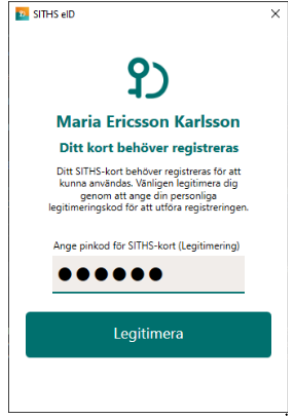 SITHS eID
Maria Ericsson Karlsson
Ditt kort behöver registreras
Ditt SITHS-kort behöver registreras för att
kunna användas. Vänligen legitimera dig
genom att ange din personliga
legitimeringskod för att utföra registreringen.
Ange pinkod för SITHS-kort (Legitimering)
●●●●●●
Legitimera